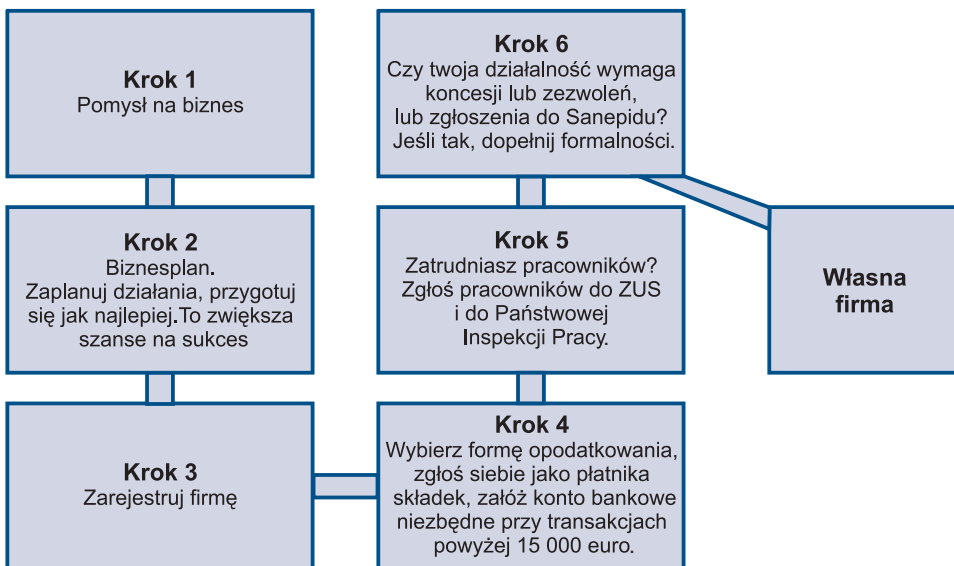 Krok 1
Pomysł na biznes
Krok 2
Biznesplan.
Zaplanuj działania, przygotuj
się jak najlepiej.To zwiększa
szanse na sukces
Krok 3
Zarejestruj firmę
Krok 4
Wybierz formę opodatkowania,
zgłoś siebie jako płatnika
składek, załóż konto bankowe
niezbędne przy transakcjach
powyżej 15 000 euro.
Krok 5
Zatrudniasz pracowników?
Zgłoś pracowników do ZUS
i do Państwowej
Inspekcji Pracy.
Krok 6
Czy twoja działalność wymaga
koncesji lub zezwoleń,
lub zgłoszenia do Sanepidu?
Jeśli tak, dopełnij formalności.
Własna
firma